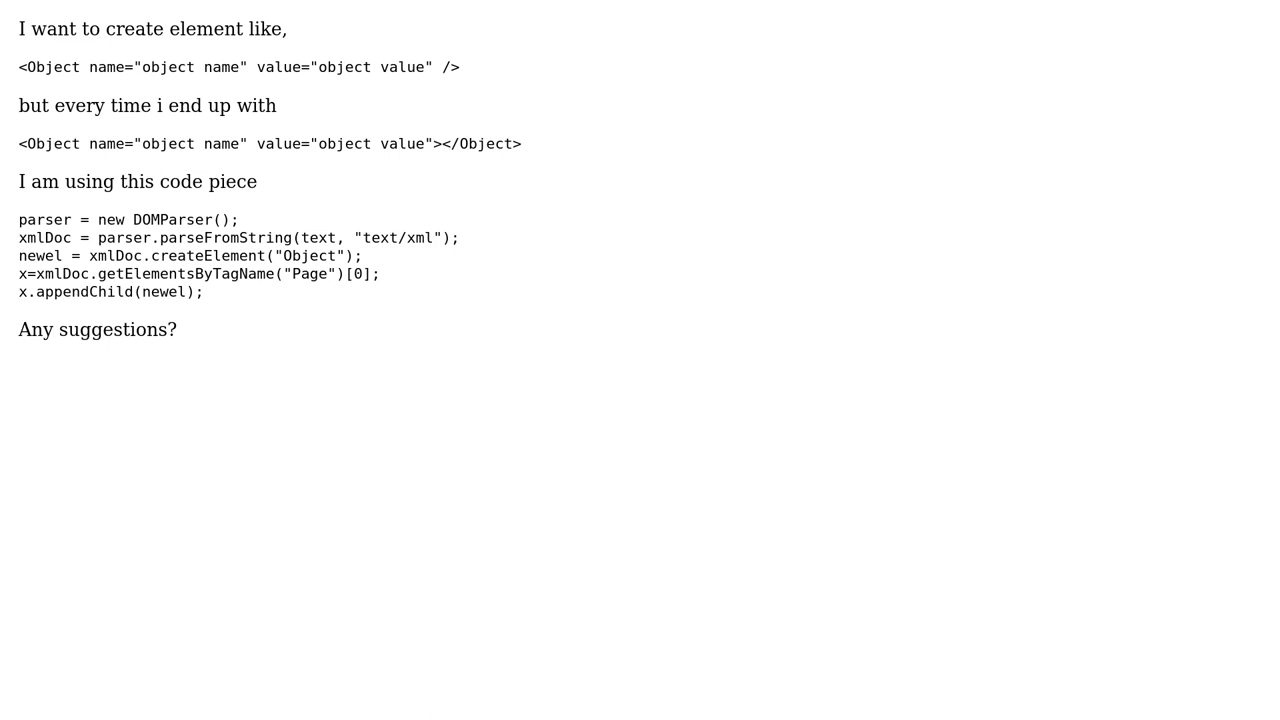 I want to create element like,
<Object name="object name" value="object value" />
but every time i end up with
<Object name="object name" value="object value"></Object>
I am using this code piece
parser = new DOMParser();
xmlDoc = parser.parseFromString(text, "text/xml");
newel = xmlDoc.createElement("Object");
x=xmlDoc.getElementsByTagName("Page")[0];
x.appendChild(newel);
Any suggestions?